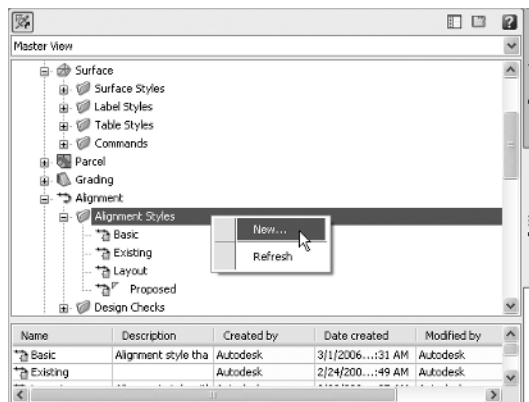 Master View
Surface
Surface Styles
Label Styles
Table Styles
Commands
Parcel
Grading
Alignment
Alignment Styles
New...
Basic
Existing
Refresh
Layout
Proposed
Design Checks
Name Description Created by Date created Modified by
Basic Alignment style tha Autodesk 3/1/2006...:31 AM Autodesk
Existing Autodesk 2/24/200...:49 AM Autodesk